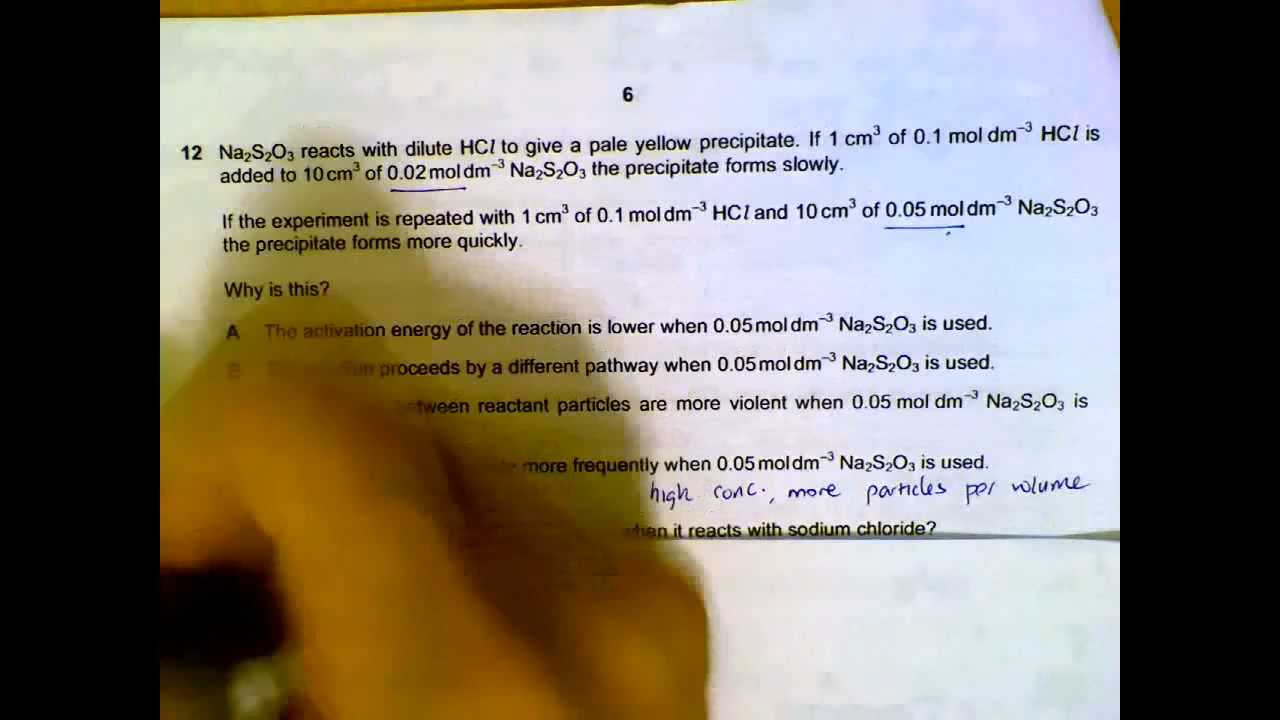 6
12 Na₂S₂O₃ reacts with dilute HCl to give a pale yellow precipitate. If 1 cm³ of 0.1 mol dm⁻³ HCl is
added to 10 cm³ of 0.02 mol dm⁻³ Na₂S₂O₃ the precipitate forms slowly.
If the experiment is repeated with 1 cm³ of 0.1 mol dm⁻³ HCl and 10 cm³ of 0.05 mol dm⁻³ Na₂S₂O₃
the precipitate forms more quickly.
Why is this?
A The activation energy of the reaction is lower when 0.05 mol dm⁻³ Na₂S₂O₃ is used.
B proceeds by a different pathway when 0.05 mol dm⁻³ Na₂S₂O₃ is used.
between reactant particles are more violent when 0.05 mol dm⁻³ Na₂S₂O₃ is
more frequently when 0.05 mol dm⁻³ Na₂S₂O₃ is used.
high conc., more particles per volume
when it reacts with sodium chloride?